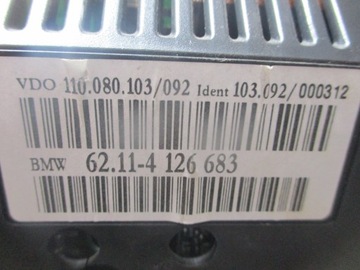 VDO 110.080.103/092 Ident 103.092/000312
BMW 62.11-4 126 683